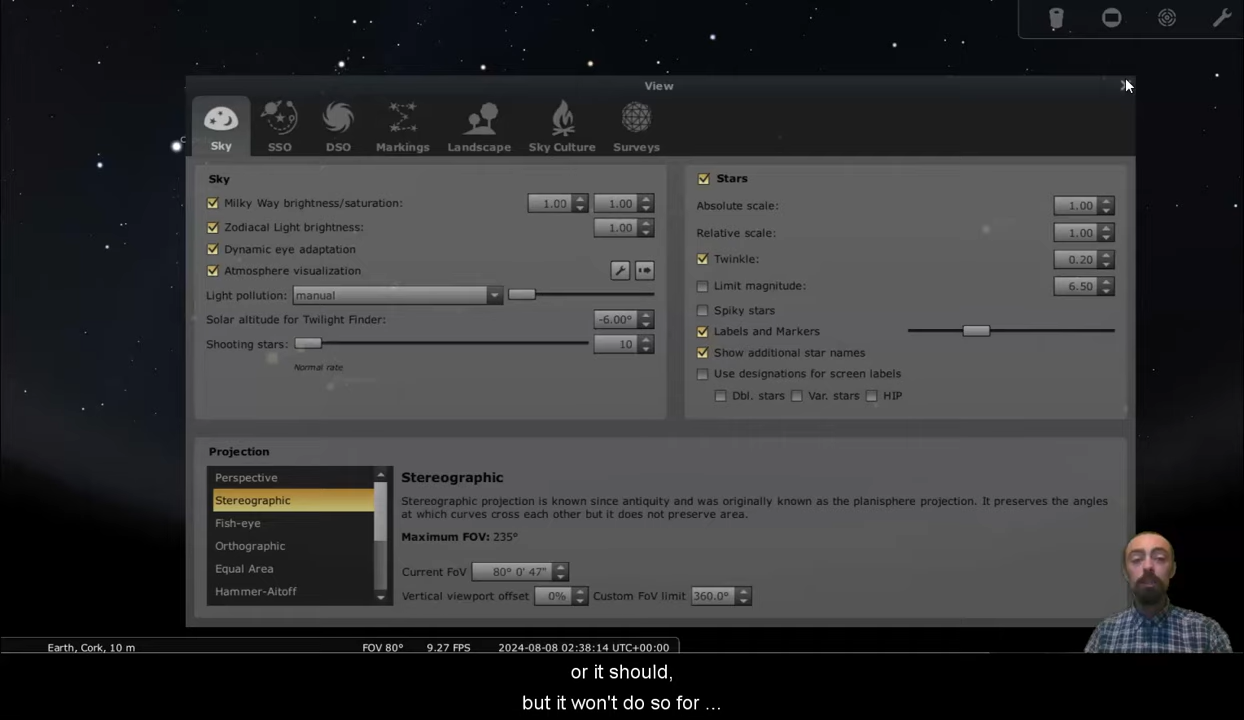 View
Sky SSO DSO Markings Landscape Sky Culture Surveys
Sky
Milky Way brightness/saturation: 1.00 1.00
Zodiacal Light brightness: 1.00
Dynamic eye adaptation
Atmosphere visualization
Light pollution: manual
Solar altitude for Twilight Finder: -6.00°
Shooting stars: 10
Normal rate
Stars
Absolute scale: 1.00
Relative scale: 1.00
Twinkle: 0.20
Limit magnitude: 6.50
Spiky stars
Labels and Markers
Show additional star names
Use designations for screen labels
Dbl. stars Var. stars HIP
Projection
Perspective
Stereographic
Fish-eye
Orthographic
Equal Area
Hammer-Aitoff
Stereographic
Stereographic projection is known since antiquity and was originally known as the planisphere projection. It preserves the angles
at which curves cross each other but it does not preserve area.
Maximum FOV: 235°
Current FoV 80° 0' 47"
Vertical viewport offset 0% Custom FoV limit 360.0°
Earth, Cork, 10 m FOV 80° 9.27 FPS 2024-08-08 02:38:14 UTC+00:00
or it should,
but it won't do so for ...